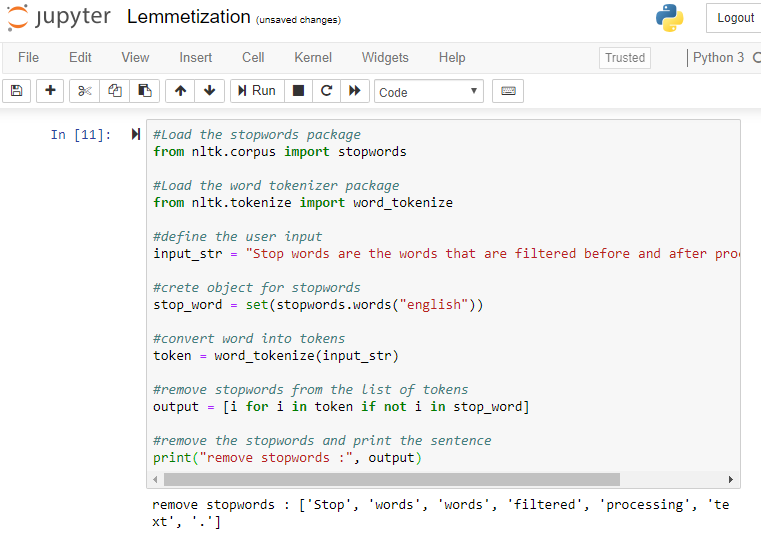 jupyter Lemmetization (unsaved changes) Logout
File Edit View Insert Cell Kernel Widgets Help Trusted Python 3
Run Code
In [11]: #Load the stopwords package
from nltk.corpus import stopwords
#Load the word tokenizer package
from nltk.tokenize import word_tokenize
#define the user input
input_str = "Stop words are the words that are filtered before and after
#crete object for stopwords
stop_word = set(stopwords.words("english"))
#convert word into tokens
token = word_tokenize(input_str)
#remove stopwords from the list of tokens
output = [i for i in token if not i in stop_word]
#remove the stopwords and print the sentence
print("remove stopwords :", output)
remove stopwords : ['Stop', 'words', 'words', 'filtered', 'processing', 'te
xt', '.']